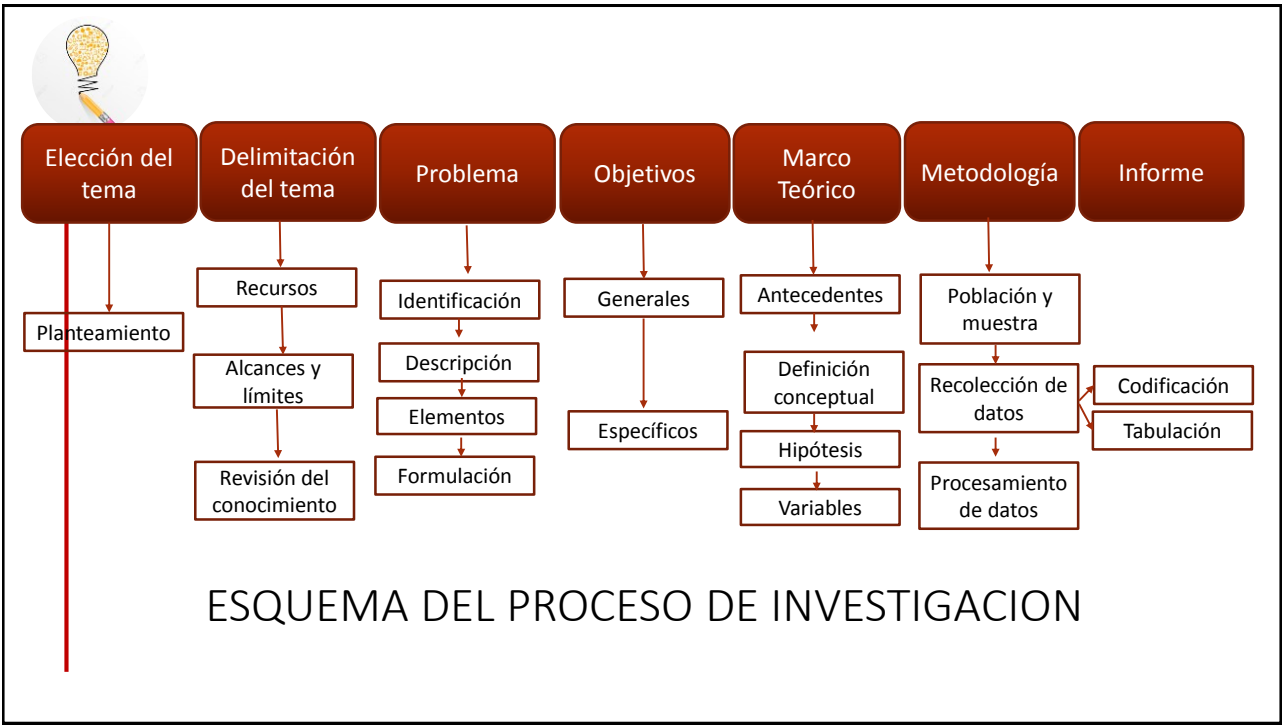 Elección del
tema
Delimitación
del tema
Problema
Objetivos
Marco
Teórico
Metodología
Informe
Planteamiento
Recursos
Alcances y
límites
Revisión del
conocimiento
Identificación
Descripción
Elementos
Formulación
Generales
Específicos
Antecedentes
Definición
conceptual
Hipótesis
Variables
Población y
muestra
Recolección de
datos
Procesamiento
de datos
Codificación
Tabulación
ESQUEMA DEL PROCESO DE INVESTIGACION